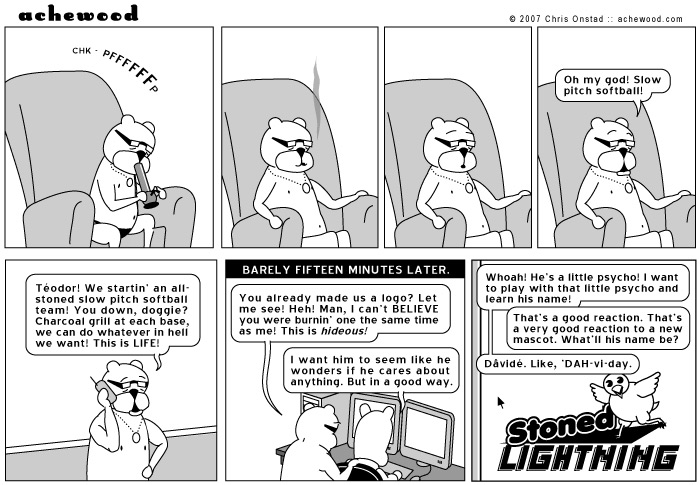 achewood
© 2007 Chris Onstad :: achewood.com
CHK - PFFFFFFP
Oh my god! Slow
pitch softball!
Téodor! We startin' an all-
stoned slow pitch softball
team! You down, doggie?
Charcoal grill at each base,
we can do whatever in hell
we want! This is LIFE!
BARELY FIFTEEN MINUTES LATER.
You already made us a logo? Let
me see! Heh! Man, I can't BELIEVE
you were burnin' one the same time
as me! This is hideous!
I want him to seem like he
wonders if he cares about
anything. But in a good way.
Whoah! He's a little psycho! I want
to play with that little psycho and
learn his name!
That's a good reaction. That's
a very good reaction to a new
mascot. What'll his name be?
Dâvidé. Like, 'DAH-vi-day.
Stoned
LIGHTNING